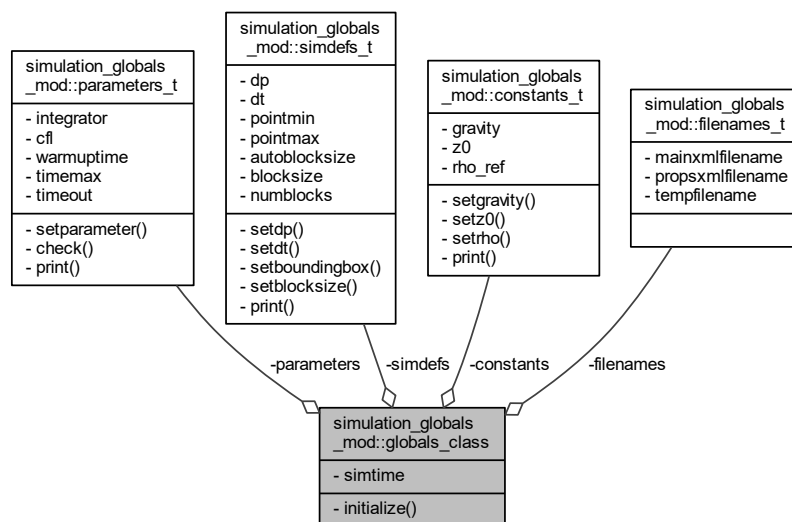 simulation_globals
_mod::parameters_t
- integrator
- cfl
- warmuptime
- timemax
- timeout
- setparameter()
- check()
- print()
simulation_globals
_mod::simdefs_t
- dp
- dt
- pointmin
- pointmax
- autoblocksize
- blocksize
- numblocks
- setdp()
- setdt()
- setboundingbox()
- setblocksize()
- print()
simulation_globals
_mod::constants_t
- gravity
- z0
- rho_ref
- setgravity()
- setz0()
- setrho()
- print()
simulation_globals
_mod::filenames_t
- mainxmlfilename
- propsxmlfilename
- tempfilename
-parameters
-simdefs
-constants
-filenames
simulation_globals
_mod::globals_class
- simtime
- initialize()